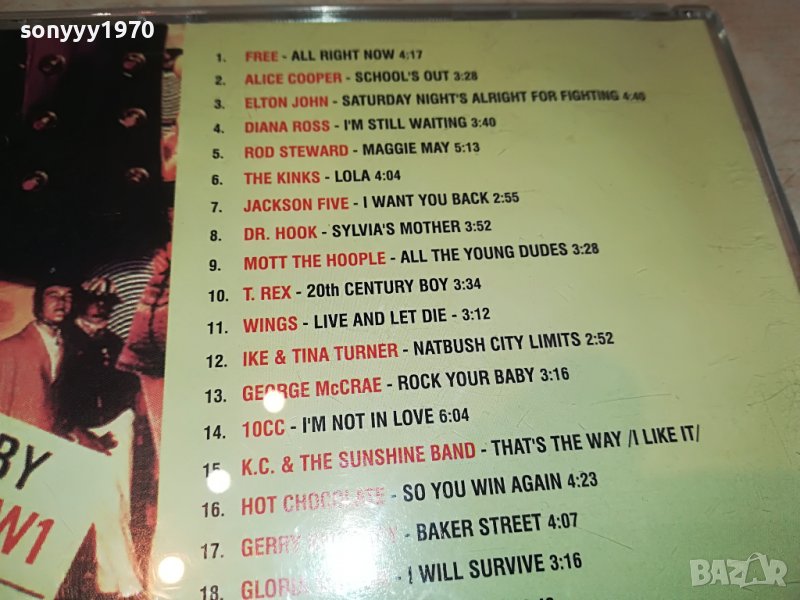 sonyyy1970
1. FREE - ALL RIGHT NOW 4:17
2. ALICE COOPER - SCHOOL'S OUT 3:28
3. ELTON JOHN - SATURDAY NIGHT'S ALRIGHT FOR FIGHTING 4:40
4. DIANA ROSS - I'M STILL WAITING 3:40
5. ROD STEWARD - MAGGIE MAY 5:13
6. THE KINKS - LOLA 4:04
7. JACKSON FIVE - I WANT YOU BACK 2:55
8. DR. HOOK - SYLVIA'S MOTHER 3:52
9. MOTT THE HOOPLE - ALL THE YOUNG DUDES 3:28
10. T. REX - 20th CENTURY BOY 3:34
11. WINGS - LIVE AND LET DIE - 3:12
12. IKE & TINA TURNER - NATBUSH CITY LIMITS 2:52
13. GEORGE McCRAE - ROCK YOUR BABY 3:16
14. 10CC - I'M NOT IN LOVE 6:04
15. K.C. & THE SUNSHINE BAND - THAT'S THE WAY /I LIKE IT/
16. HOT CHOCOLATE - SO YOU WIN AGAIN 4:23
17. GERRY - BAKER STREET 4:07
18. GLORIA - I WILL SURVIVE 3:16
BY
W1
BAZAR